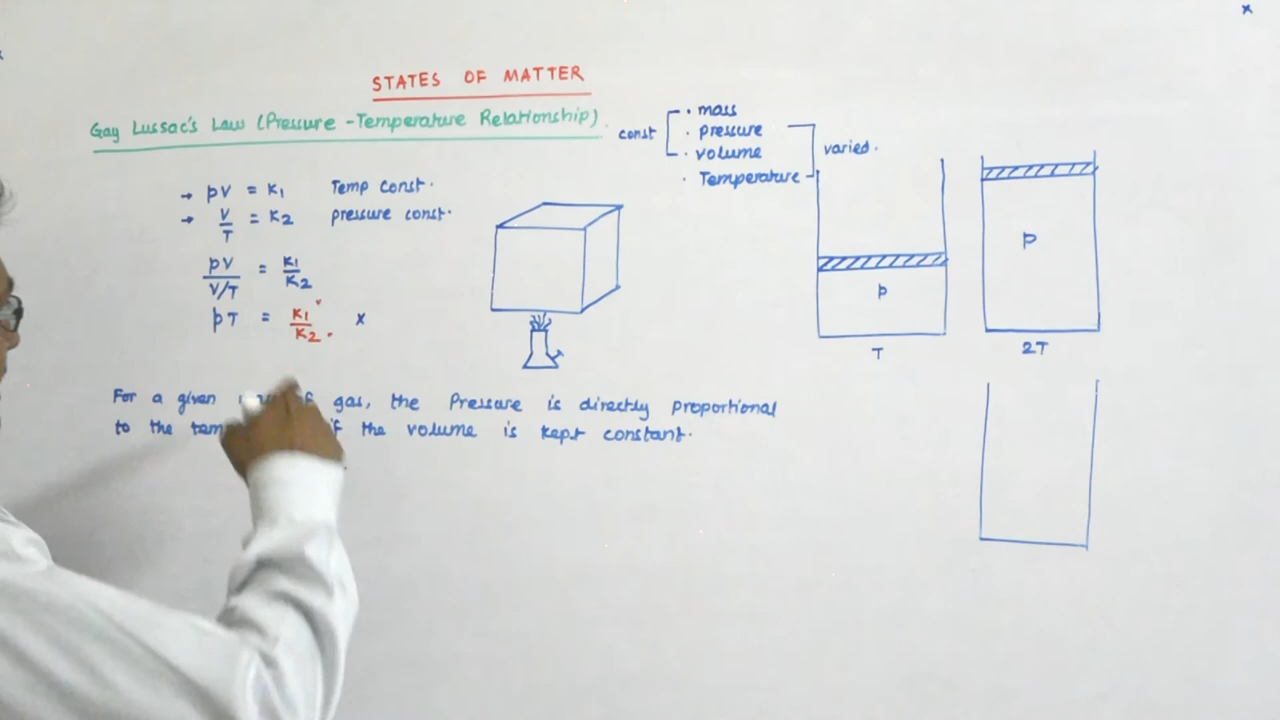 STATES OF MATTER
Gay Lussac's Law (Pressure - Temperature Relationship).
const
· mass
· pressure
· volume
· Temperature
varied.
→ pV = K1 Temp const.
→ V/T = K2 pressure const.
pV / V/T = K1/K2
pT = K1/K2 x
p
T
p
2T
For a given gas, the Pressure is directly proportional
to the if the volume is kept constant.
x